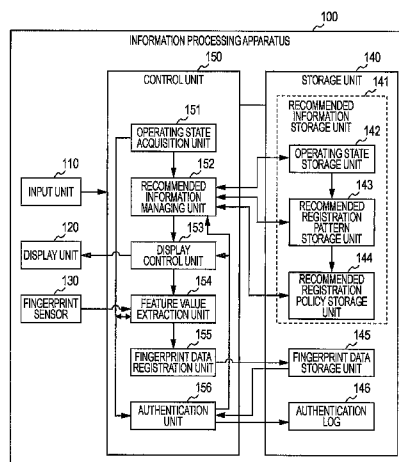 100
INFORMATION PROCESSING APPARATUS
150
CONTROL UNIT
151
OPERATING STATE
ACQUISITION UNIT
152
RECOMMENDED
INFORMATION
MANAGING UNIT
153
DISPLAY
CONTROL UNIT
154
FEATURE VALUE
EXTRACTION UNIT
155
FINGERPRINT DATA
REGISTRATION UNIT
156
AUTHENTICATION
UNIT
110
INPUT UNIT
120
DISPLAY UNIT
130
FINGERPRINT
SENSOR
140
STORAGE UNIT
141
RECOMMENDED
INFORMATION
STORAGE UNIT
142
OPERATING STATE
STORAGE UNIT
143
RECOMMENDED
REGISTRATION
PATTERN
STORAGE UNIT
144
RECOMMENDED
REGISTRATION
POLICY STORAGE
UNIT
145
FINGERPRINT DATA
STORAGE UNIT
146
AUTHENTICATION
LOG